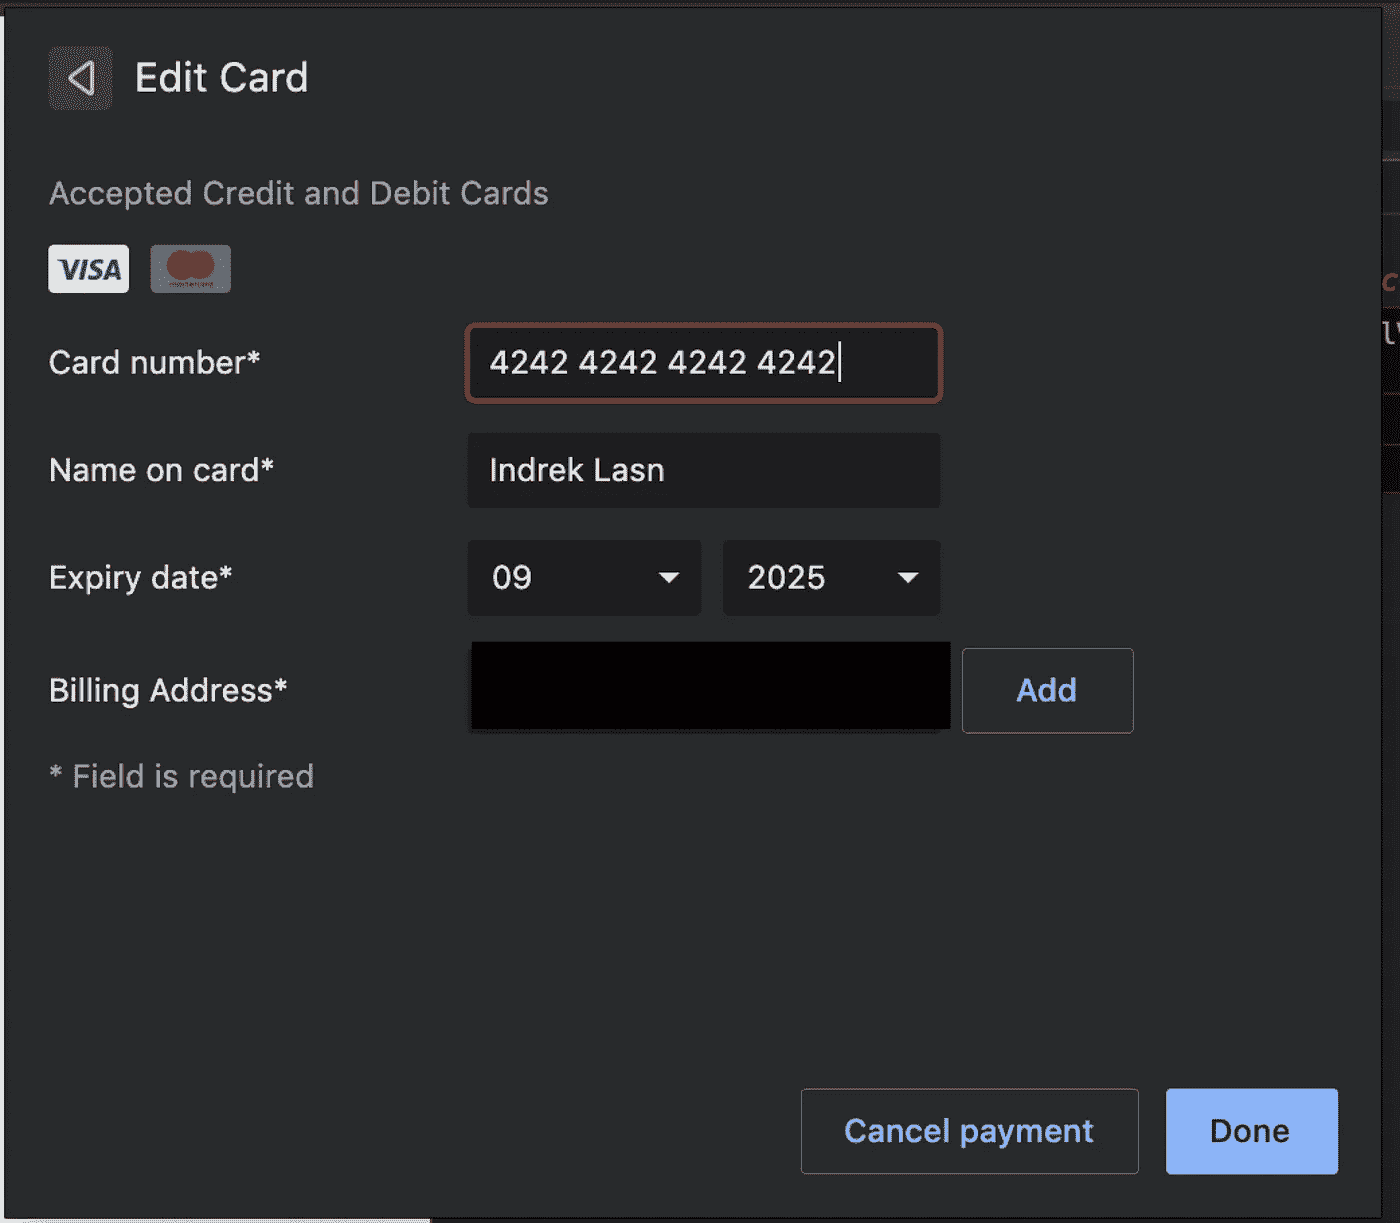 Edit Card
Accepted Credit and Debit Cards
VISA mastercard
Card number* 4242 4242 4242 4242
Name on card* Indrek Lasn
Expiry date* 09 2025
Billing Address* Add
* Field is required
Cancel payment Done